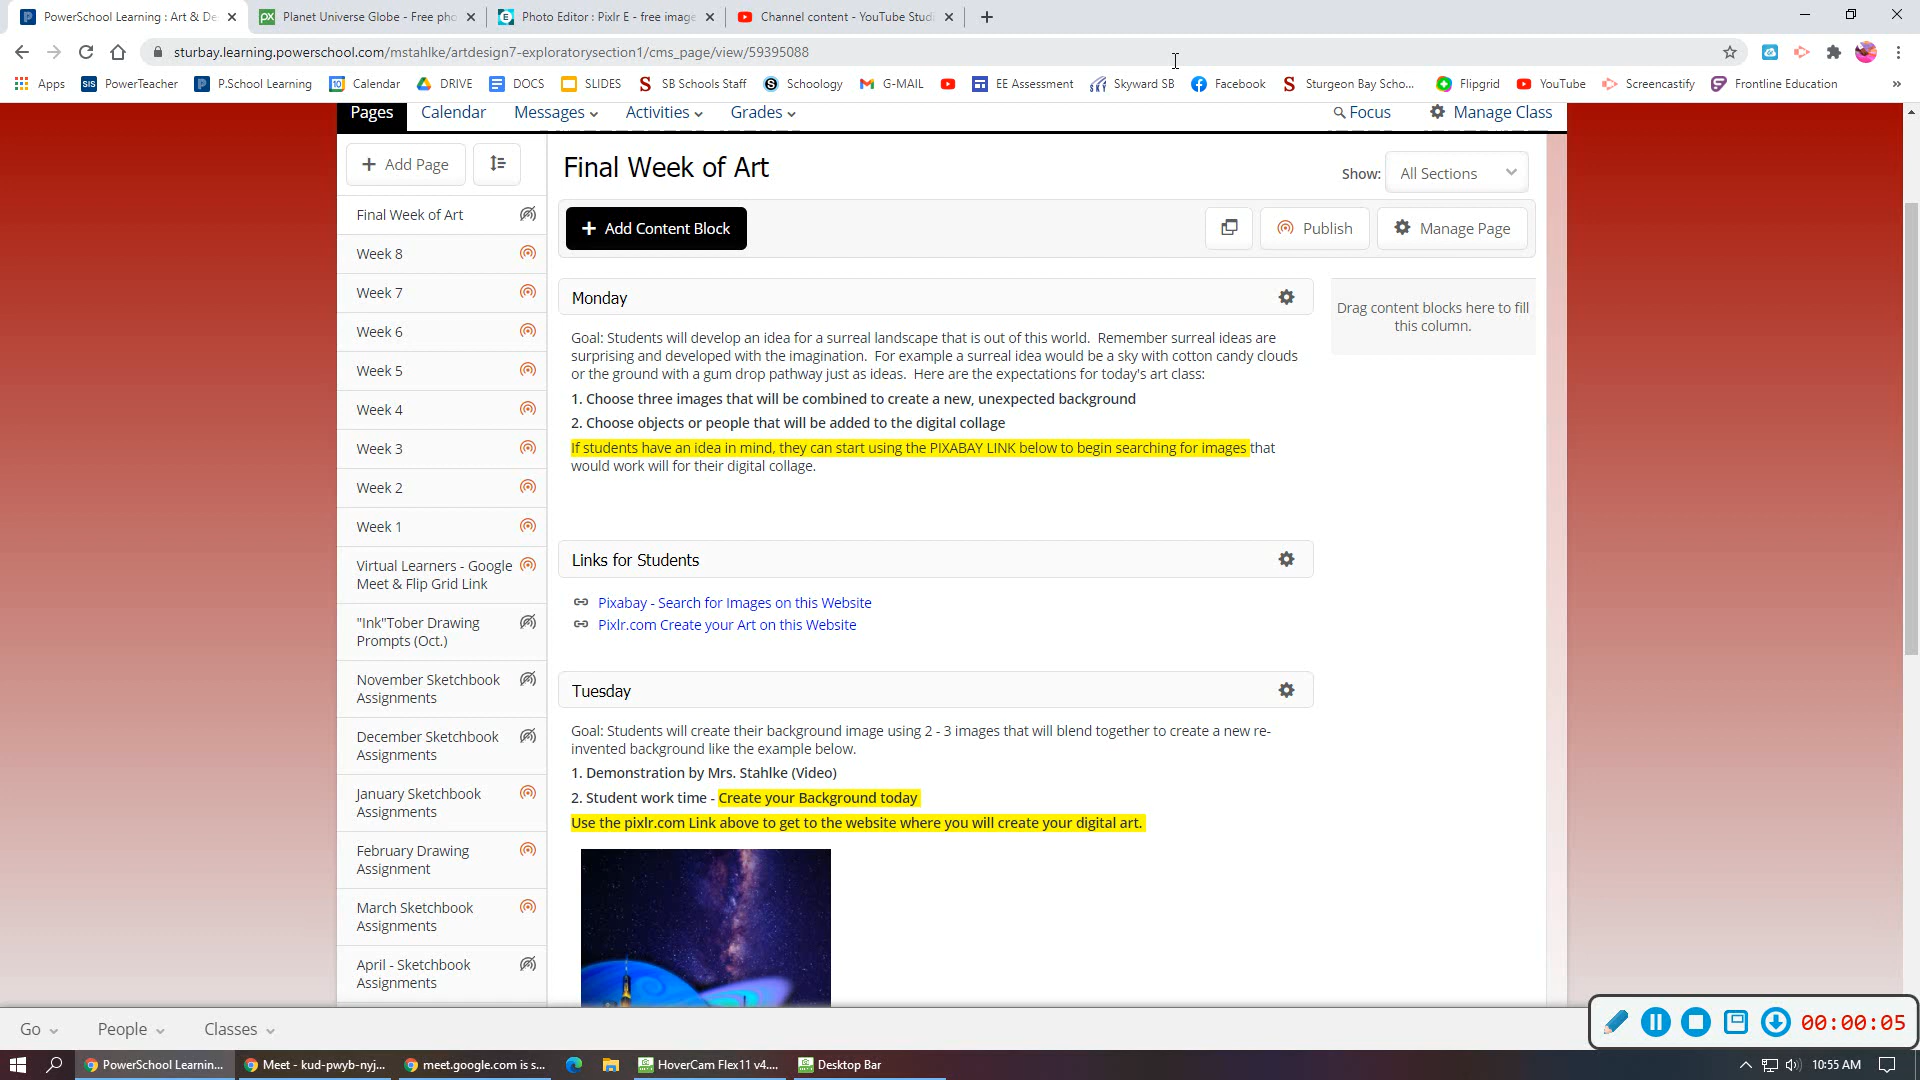 PowerSchool Learning : Art & De
Planet Universe Globe - Free pho
Photo Editor : Pixlr E - free image
Channel content - YouTube Studi
sturbay.learning.powerschool.com/mstahlke/artdesign7-exploratorysection1/cms_page/view/59395088
Apps
PowerTeacher
P.School Learning
Calendar
DRIVE
DOCS
SLIDES
SB Schools Staff
Schoology
G-MAIL
EE Assessment
Skyward SB
Facebook
Sturgeon Bay Scho...
Flipgrid
YouTube
Screencastify
Frontline Education
»
Pages
Calendar
Messages
Activities
Grades
Focus
Manage Class
+ Add Page
Final Week of Art
Week 8
Week 7
Week 6
Week 5
Week 4
Week 3
Week 2
Week 1
Virtual Learners - Google
Meet & Flip Grid Link
"Ink"Tober Drawing
Prompts (Oct.)
November Sketchbook
Assignments
December Sketchbook
Assignments
January Sketchbook
Assignments
February Drawing
Assignment
March Sketchbook
Assignments
April - Sketchbook
Assignments
Final Week of Art
Show: All Sections
+ Add Content Block
Publish
Manage Page
Monday
Goal: Students will develop an idea for a surreal landscape that is out of this world.  Remember surreal ideas are
surprising and developed with the imagination.  For example a surreal idea would be a sky with cotton candy clouds
or the ground with a gum drop pathway just as ideas.  Here are the expectations for today's art class:
1. Choose three images that will be combined to create a new, unexpected background
2. Choose objects or people that will be added to the digital collage
If students have an idea in mind, they can start using the PIXABAY LINK below to begin searching for images that
would work will for their digital collage.
Drag content blocks here to fill
this column.
Links for Students
Pixabay - Search for Images on this Website
Pixlr.com Create your Art on this Website
Tuesday
Goal: Students will create their background image using 2 - 3 images that will blend together to create a new re-
invented background like the example below.
1. Demonstration by Mrs. Stahlke (Video)
2. Student work time - Create your Background today
Use the pixlr.com Link above to get to the website where you will create your digital art.
Go
People
Classes
00:00:05
PowerSchool Learnin...
Meet - kud-pwyb-nyj...
meet.google.com is s...
HoverCam Flex11 v4....
Desktop Bar
10:55 AM